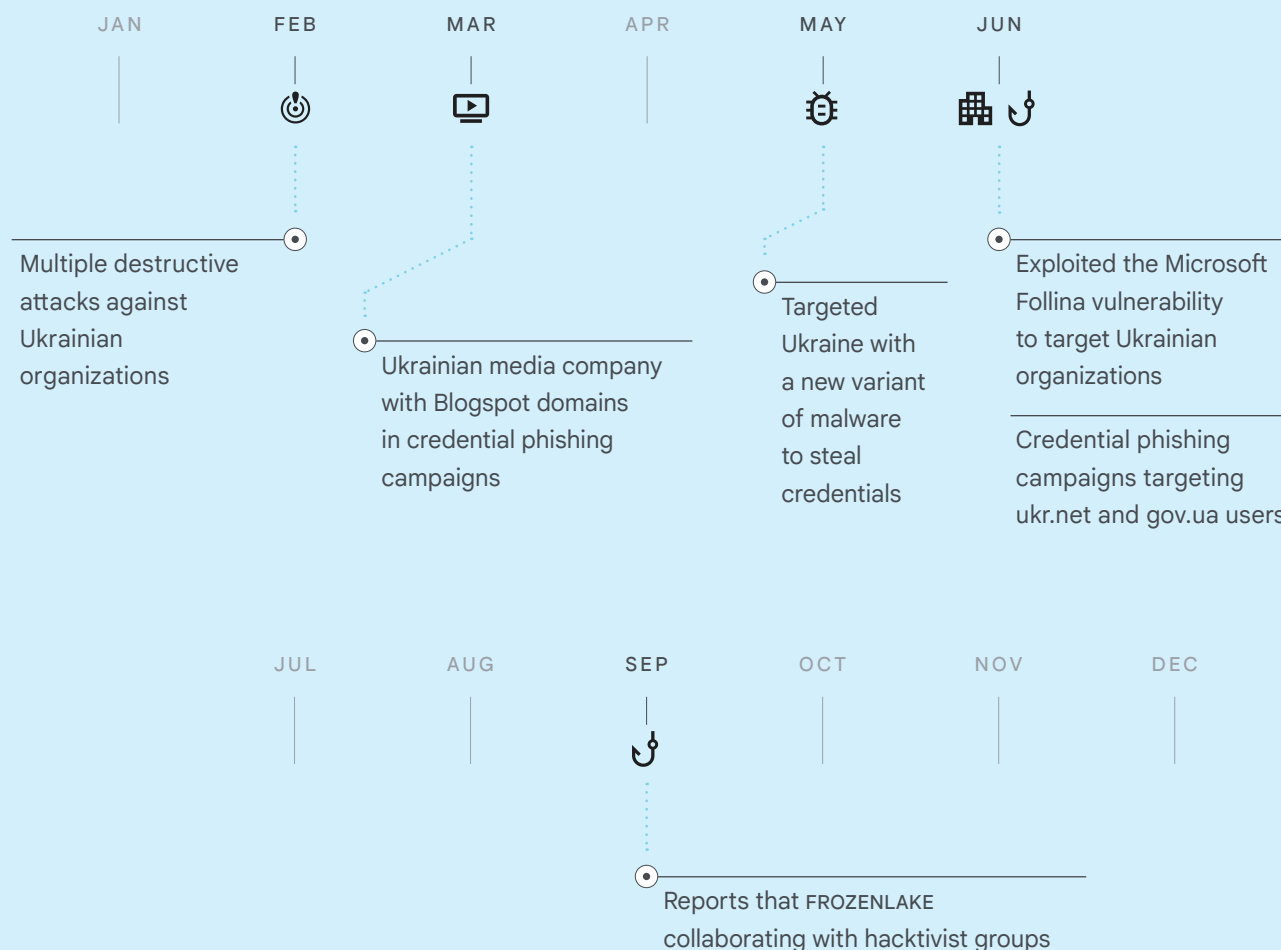 JAN FEB MAR APR MAY JUN
Multiple destructive
attacks against
Ukrainian
organizations
Ukrainian media company
with Blogspot domains
in credential phishing
campaigns
Targeted
Ukraine with
a new variant
of malware
to steal
credentials
Exploited the Microsoft
Follina vulnerability
to target Ukrainian
organizations
Credential phishing
campaigns targeting
ukr.net and gov.ua users
JUL AUG SEP OCT NOV DEC
Reports that FROZENLAKE
collaborating with hacktivist groups